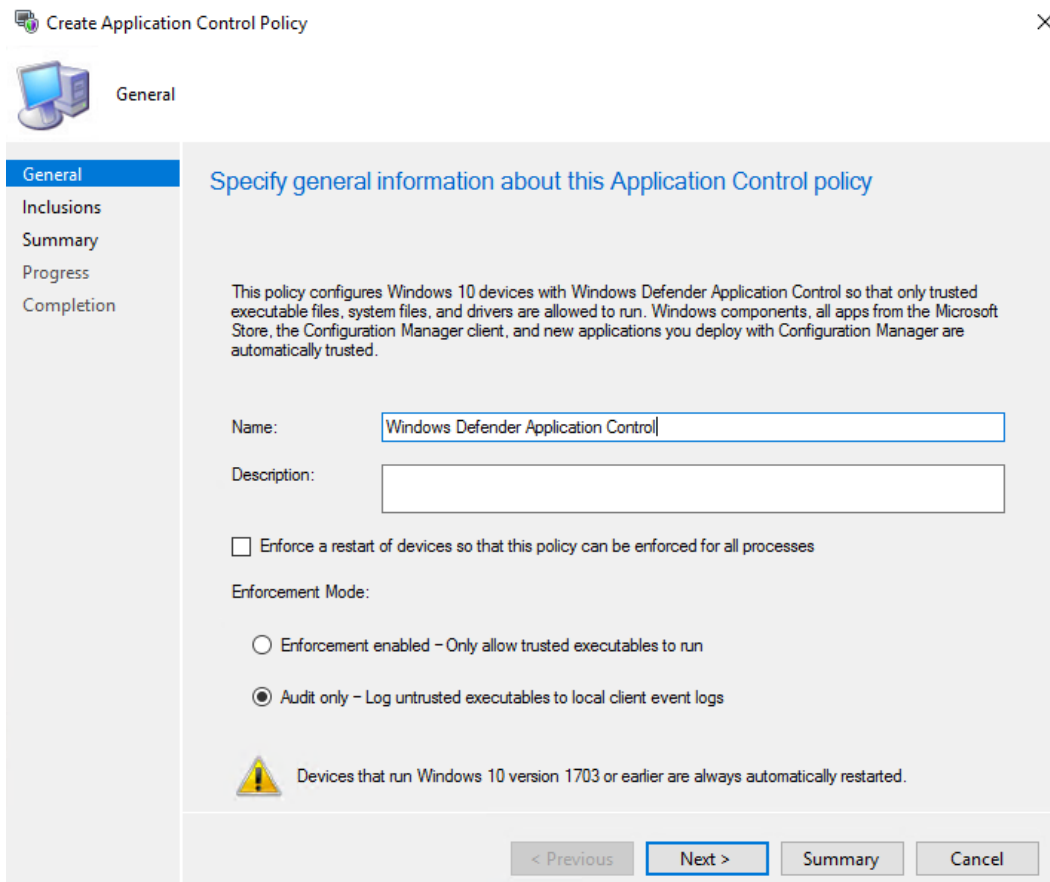 Create Application Control Policy
General
General
Inclusions
Summary
Progress
Completion
Specify general information about this Application Control policy
This policy configures Windows 10 devices with Windows Defender Application Control so that only trusted
executable files, system files, and drivers are allowed to run. Windows components, all apps from the Microsoft
Store, the Configuration Manager client, and new applications you deploy with Configuration Manager are
automatically trusted.
Name:
Windows Defender Application Control
Description:
Enforce a restart of devices so that this policy can be enforced for all processes
Enforcement Mode:
Enforcement enabled – Only allow trusted executables to run
Audit only – Log untrusted executables to local client event logs
Devices that run Windows 10 version 1703 or earlier are always automatically restarted.
< Previous
Next >
Summary
Cancel